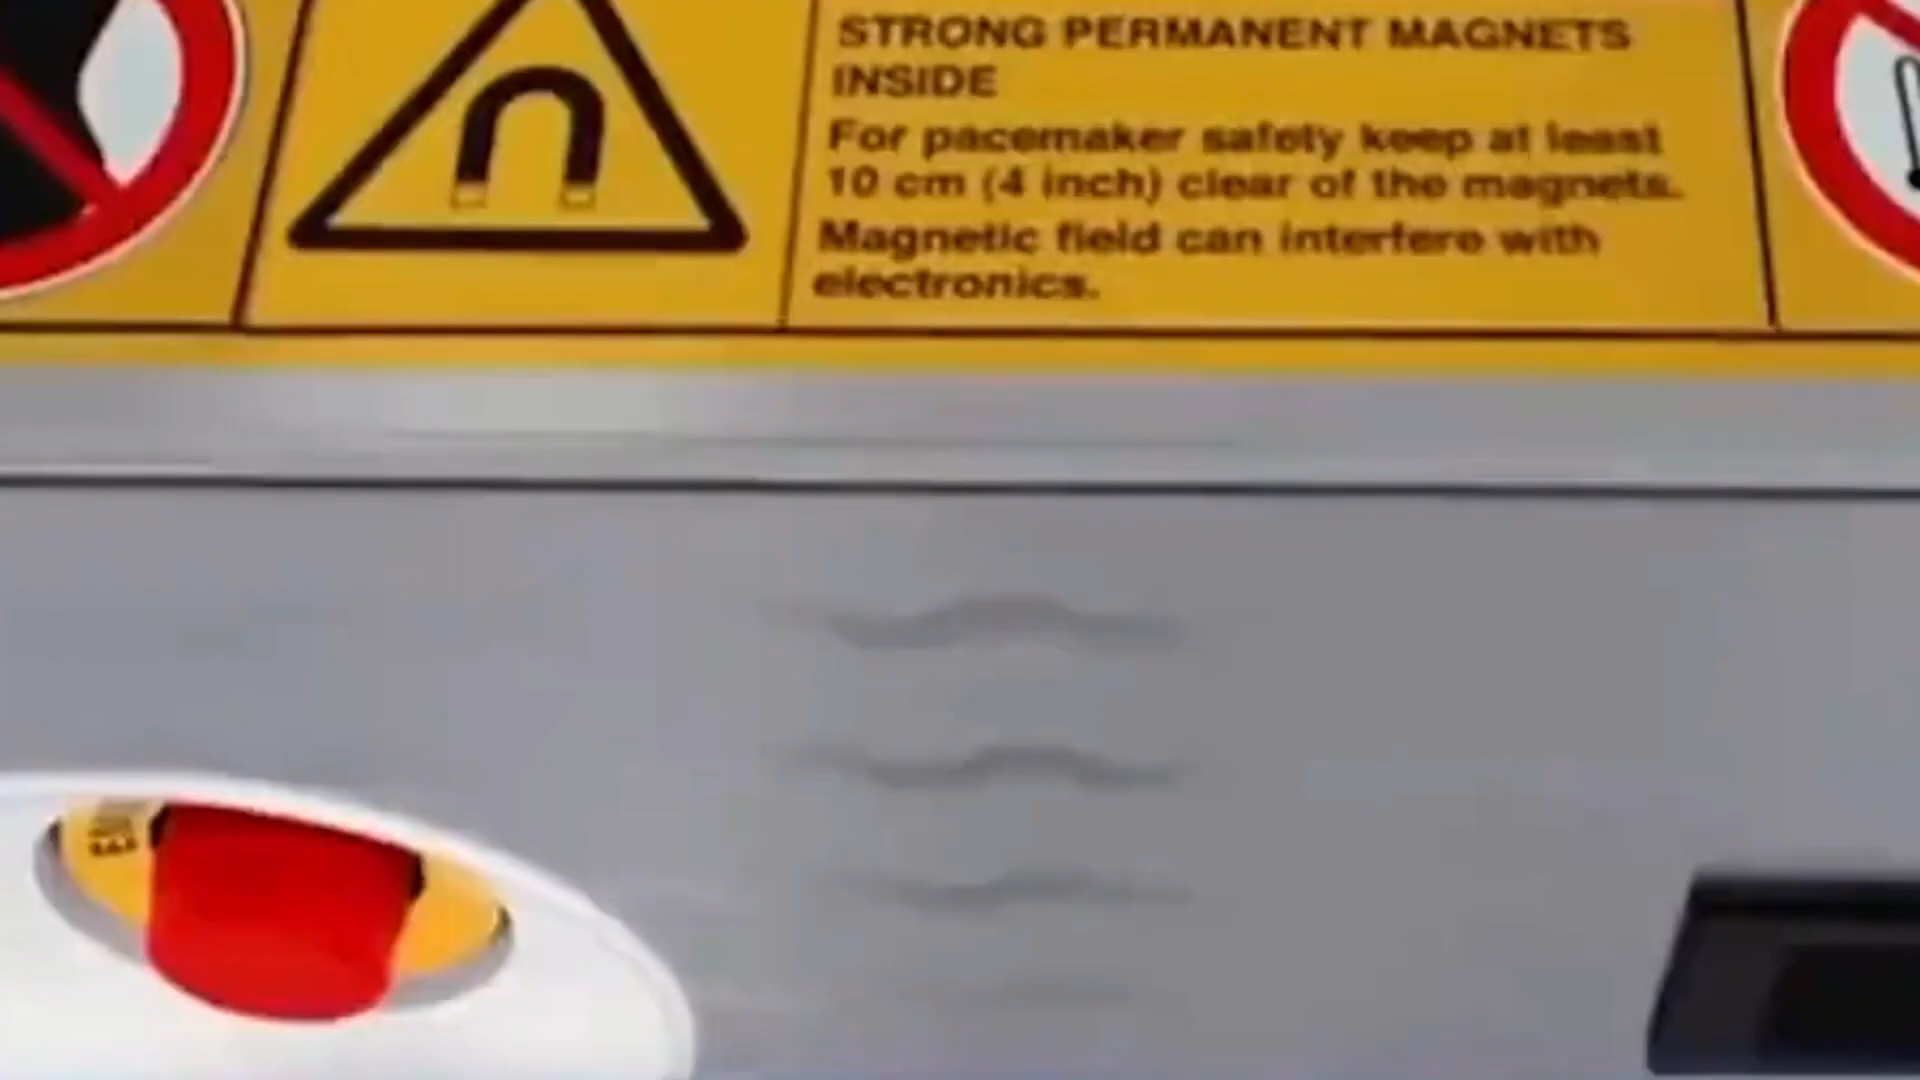 STRONG PERMANENT MAGNETS
INSIDE
For pacemaker safety keep at least
10 cm (4 inch) clear of the magnets.
Magnetic field can interfere with
electronics.